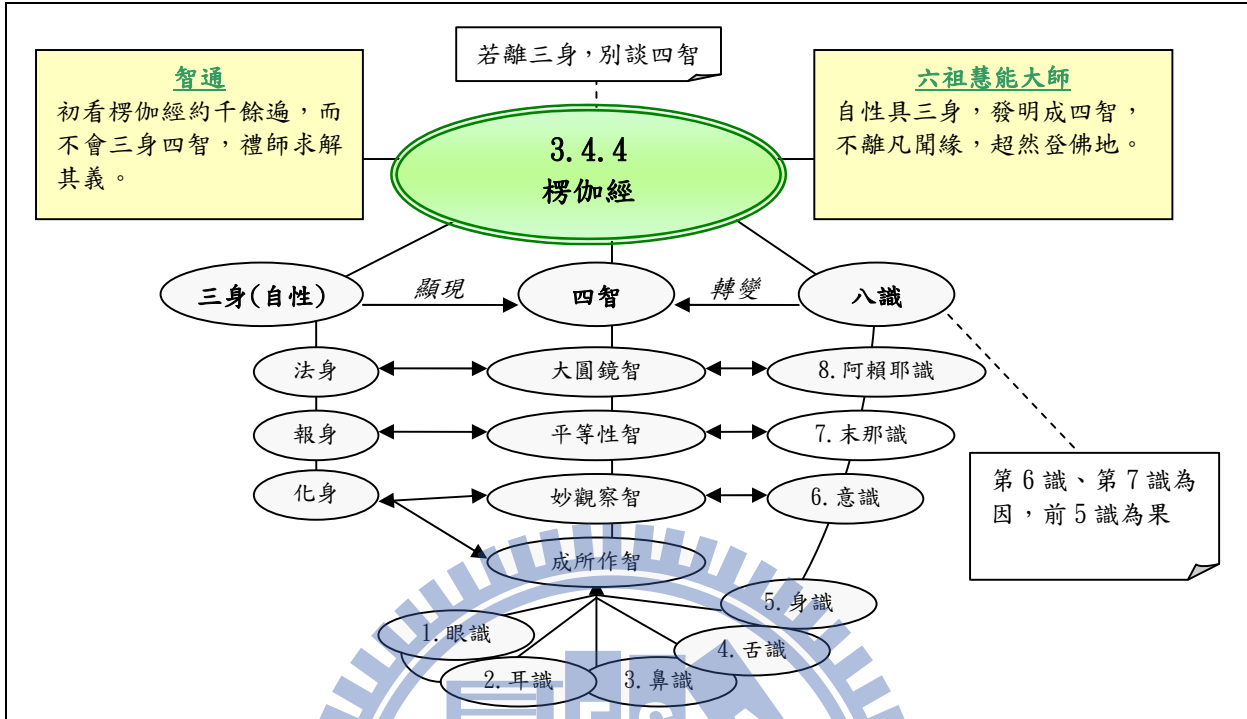 若離三身，別談四智
智通
初看楞伽經約千餘遍，而
不會三身四智，禮師求解
其義。
六祖慧能大師
自性具三身，發明成四智，
不離凡聞緣，超然登佛地。
3.4.4
楞伽經
三身(自性)
顯現
四智
轉變
八識
法身
大圓鏡智
8.阿賴耶識
報身
平等性智
7.末那識
化身
妙觀察智
6.意識
第 6 識、第 7 識為
因，前 5 識為果
成所作智
5.身識
1.眼識
4.舌識
2.耳識
3.鼻識